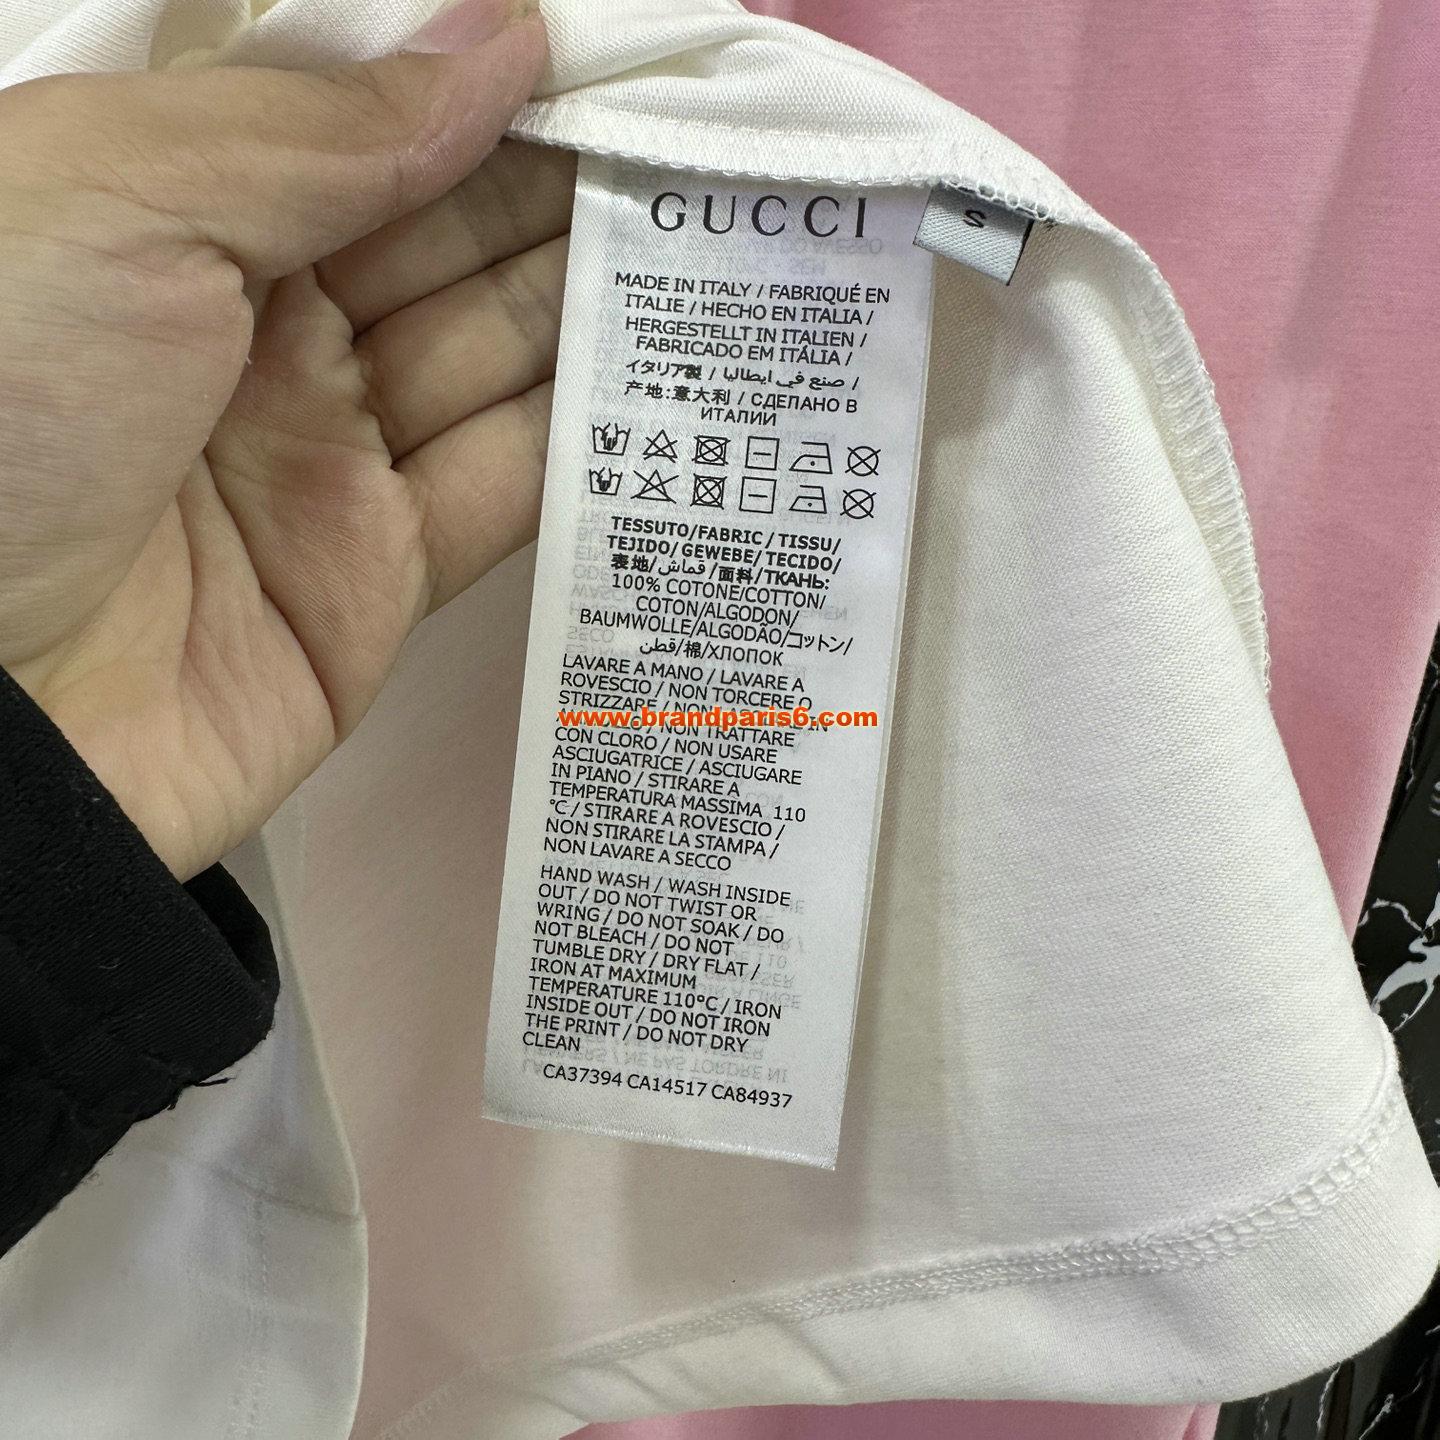 GUCCI
S
MADE IN ITALY / FABRIQUÉ EN
ITALIE / HECHO EN ITALIA /
HERGESTELLT IN ITALIEN /
FABRICADO EM ITÁLIA /
イタリア製 / صنع في ايطاليا /
产地:意大利 / СДЕЛАНО В
ИТАЛИИ
TESSUTO/FABRIC / TISSU/
TEJIDO/ GEWEBE/ TECIDO/
表地/قماش/面料/ТКАНЬ:
100% COTONE/COTTON/
COTON/ALGODON/
BAUMWOLLE/ALGODÃO/コットン/
قطن/棉/ХЛОПОК
LAVARE A MANO / LAVARE A
ROVESCIO / NON TORCERE O
STRIZZARE / NON IN
www.brandparis6.com
NON TRATTARE
CON CLORO / NON USARE
ASCIUGATRICE / ASCIUGARE
IN PIANO / STIRARE A
TEMPERATURA MASSIMA 110
°C / STIRARE A ROVESCIO /
NON STIRARE LA STAMPA /
NON LAVARE A SECCO
HAND WASH / WASH INSIDE
OUT / DO NOT TWIST OR
WRING / DO NOT SOAK / DO
NOT BLEACH / DO NOT
TUMBLE DRY / DRY FLAT /
IRON AT MAXIMUM
TEMPERATURE 110°C / IRON
INSIDE OUT / DO NOT IRON
THE PRINT / DO NOT DRY
CLEAN
CA37394 CA14517 CA84937